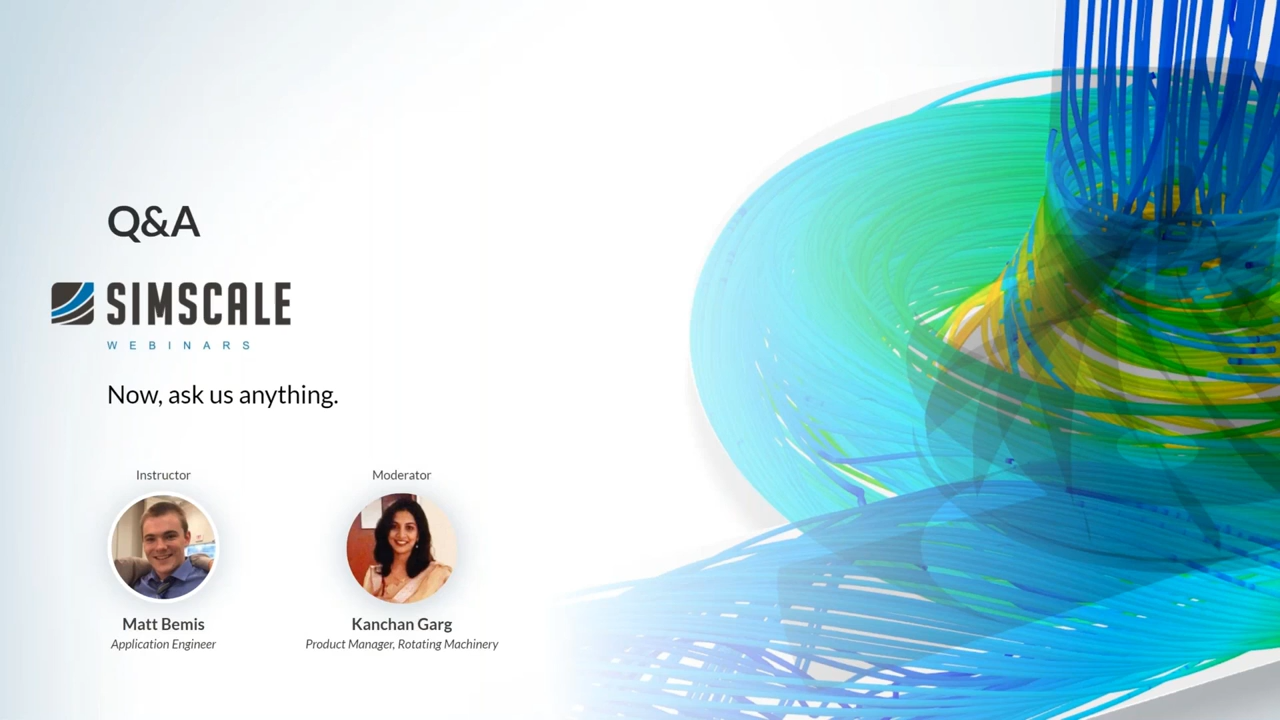 Q&A
SIMSCALE
WEBINARS
Now, ask us anything.
Instructor
Moderator
Matt Bemis
Kanchan Garg
Application Engineer
Product Manager, Rotating Machinery